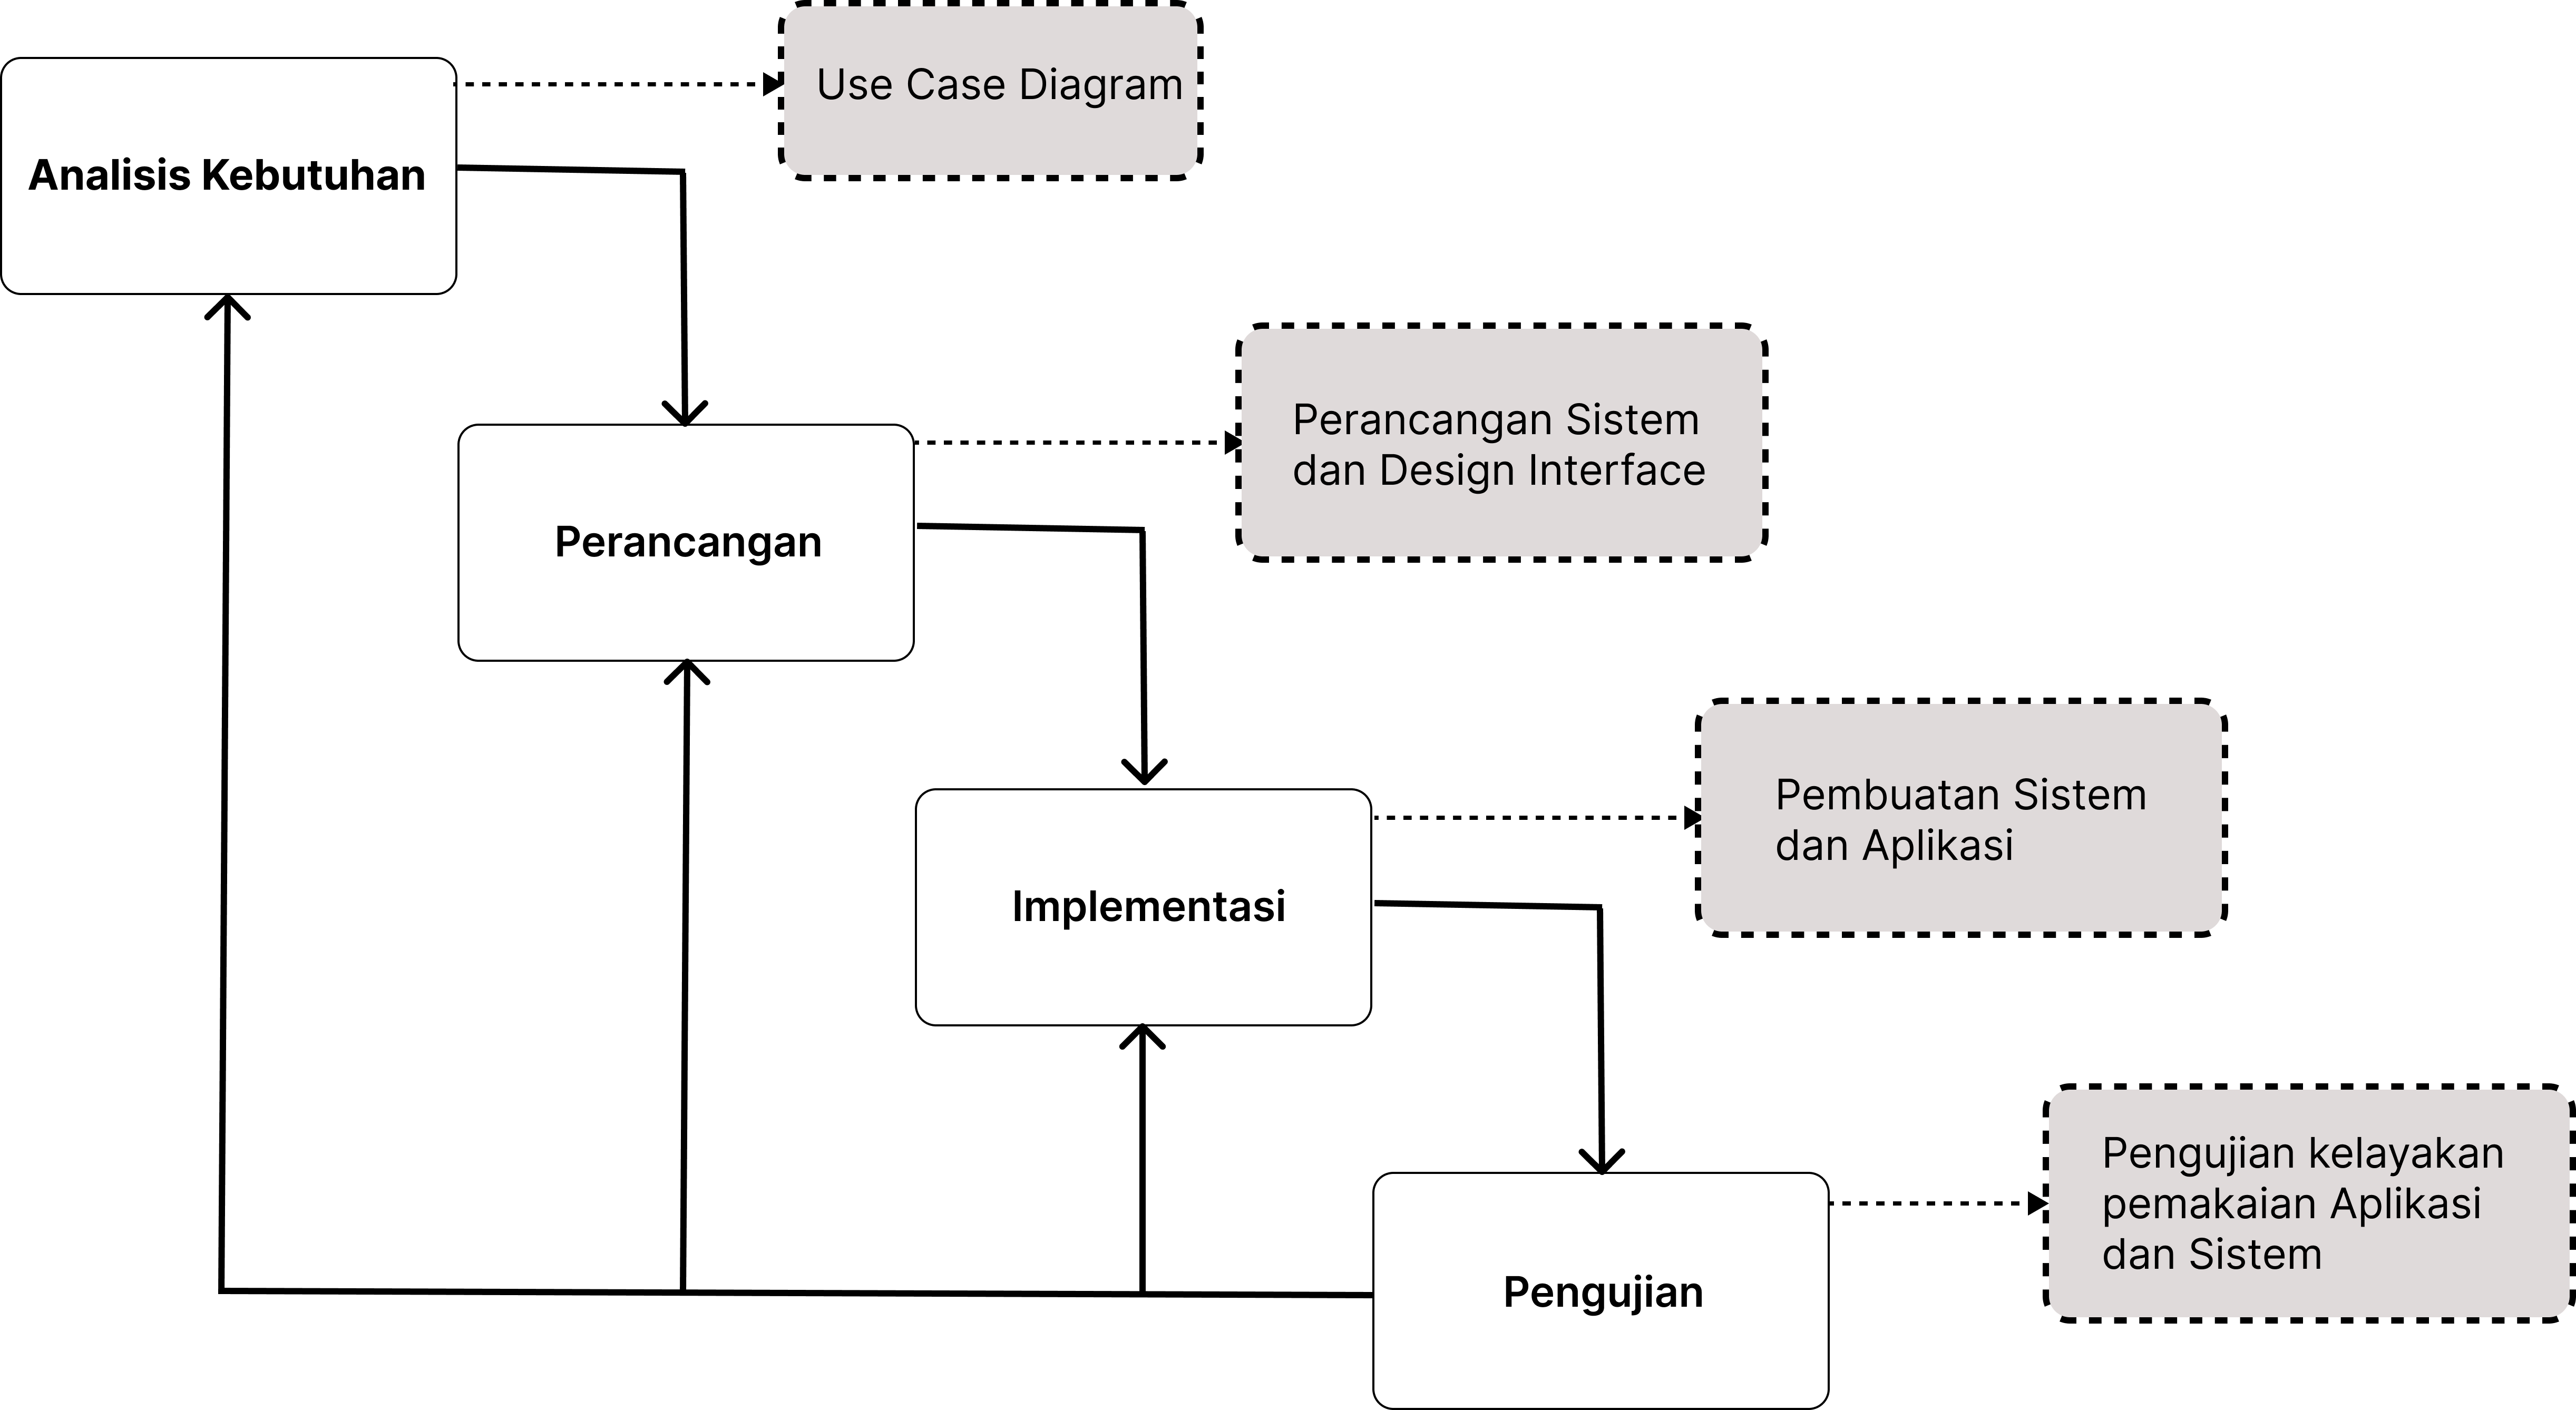 Use Case Diagram
Analisis Kebutuhan
Perancangan Sistem
dan Design Interface
Perancangan
Pembuatan Sistem
dan Aplikasi
Implementasi
Pengujian kelayakan
pemakaian Aplikasi
dan Sistem
Pengujian